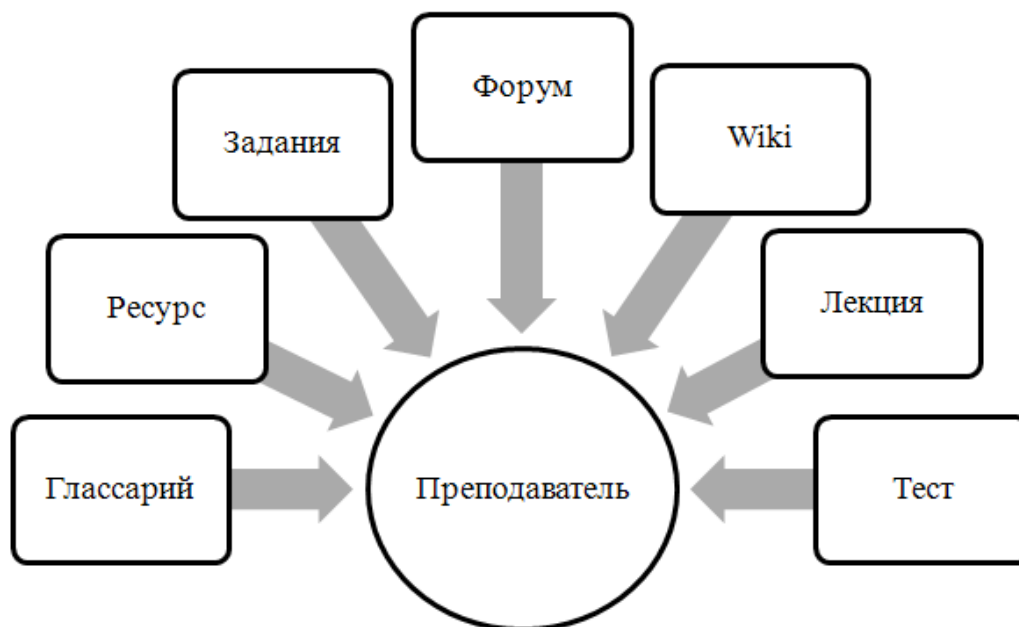 Форум
Задания
Wiki
Ресурс
Лекция
Глассарий
Преподаватель
Тест